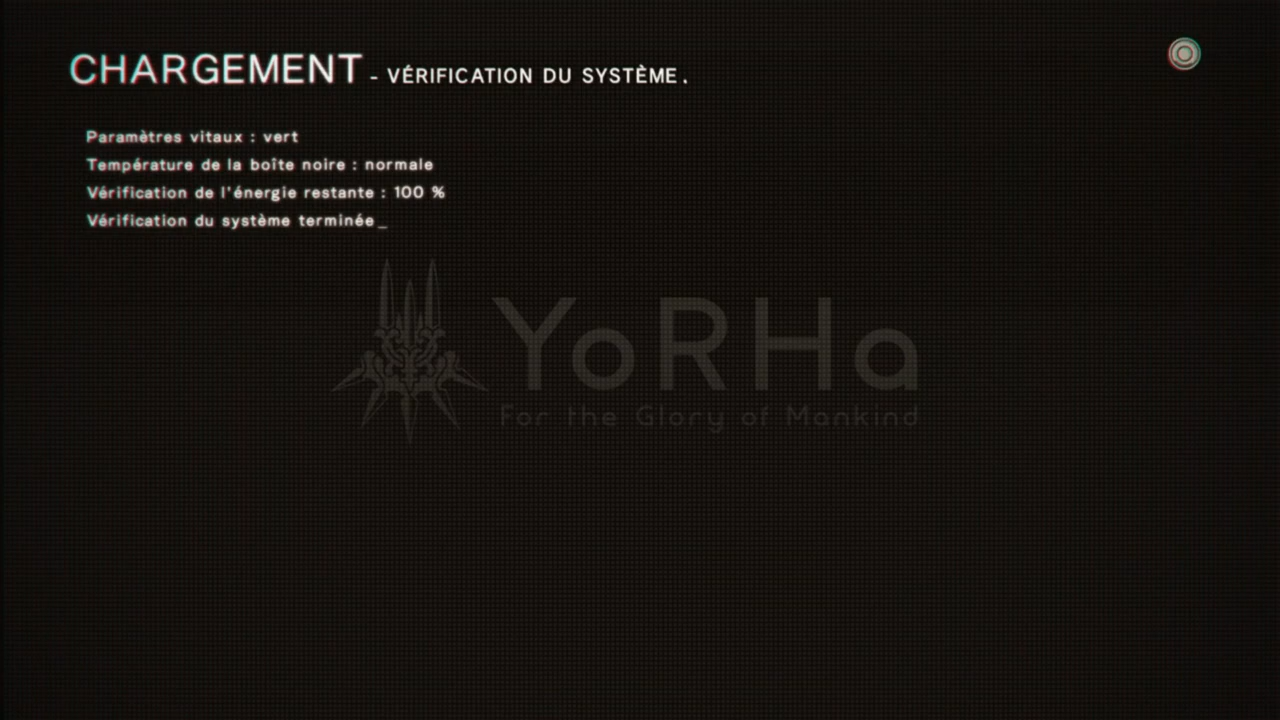 CHARGEMENT - VÉRIFICATION DU SYSTÈME.
Paramètres vitaux : vert
Température de la boîte noire : normale
Vérification de l'énergie restante : 100 %
Vérification du système terminée_
YoRHa
For the Glory of Mankind